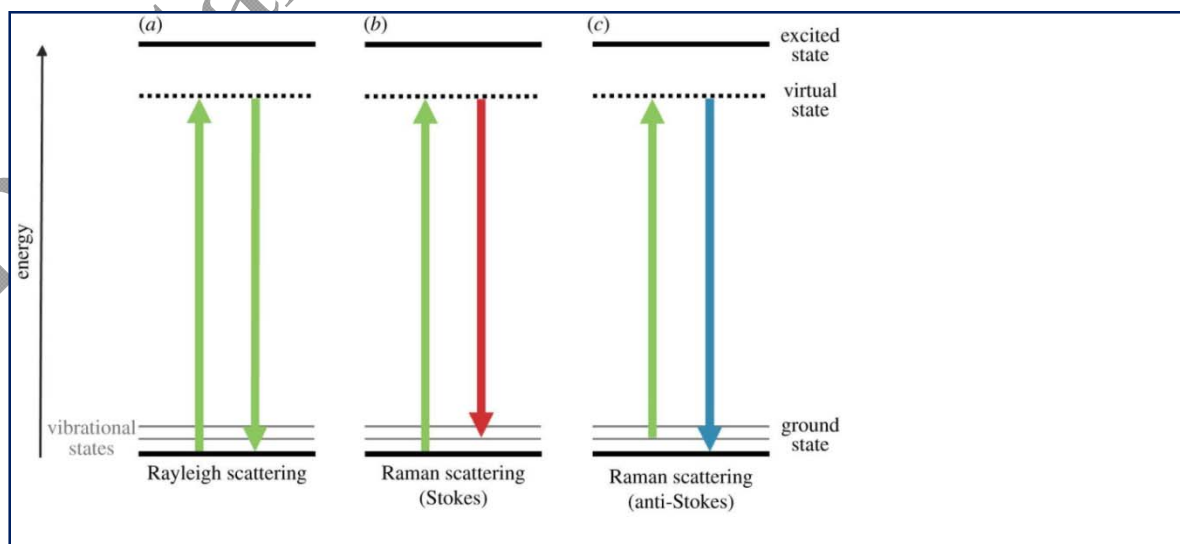 (a)
(b)
(c)
excited
state
virtual
state
energy
vibrational
states
ground
state
Rayleigh scattering
Raman scattering
(Stokes)
Raman scattering
(anti-Stokes)